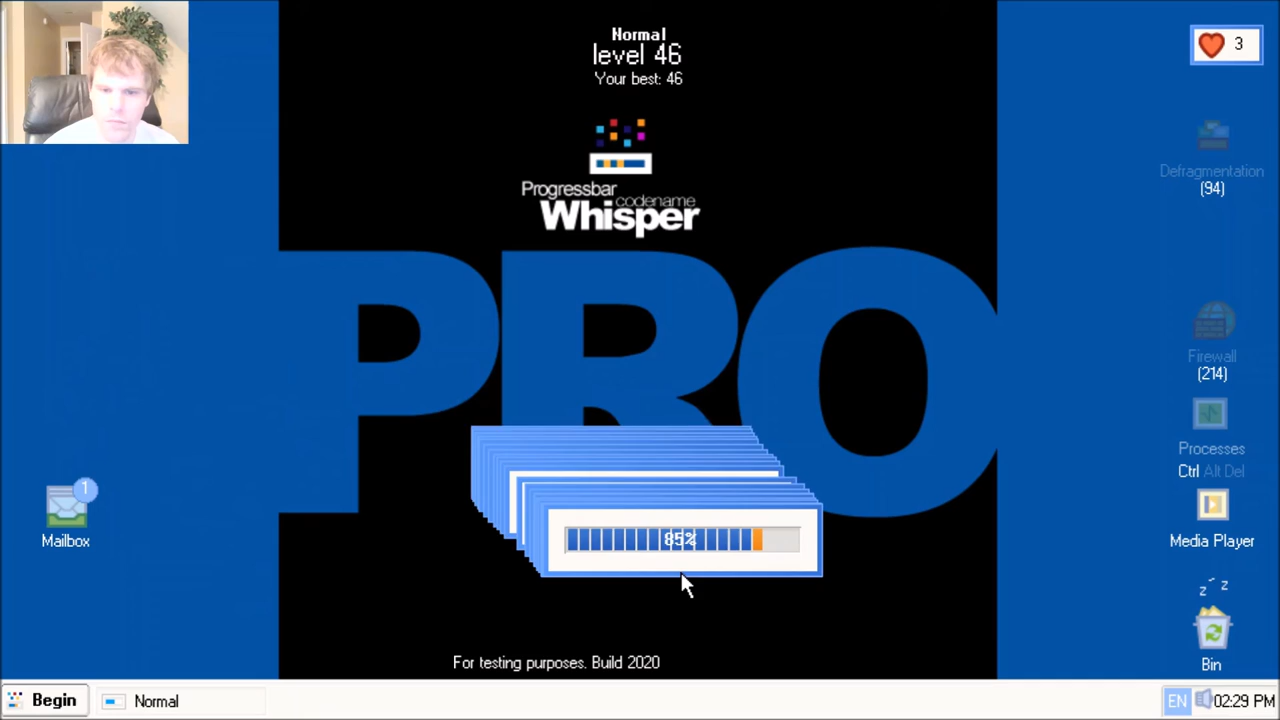 Normal
level 46
Your best: 46
3
Defragmentation
(94)
Progressbar
codename
Whisper
PRO
Firewall
(214)
Processes
Ctrl Alt Del
1
Mailbox
85%
Media Player
z z
Bin
For testing purposes. Build 2020
Begin
Normal
EN
02:29 PM